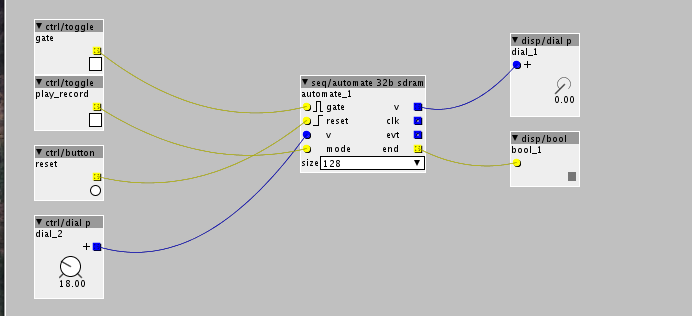 ctrl/toggle
gate
ctrl/toggle
play_record
ctrl/button
reset
ctrl/dial p
dial_2
+
18.00
seq/automate 32b sdram
automate_1
gate v
reset clk
v evt
mode end
size 128
disp/dial p
dial_1
+
0.00
disp/bool
bool_1